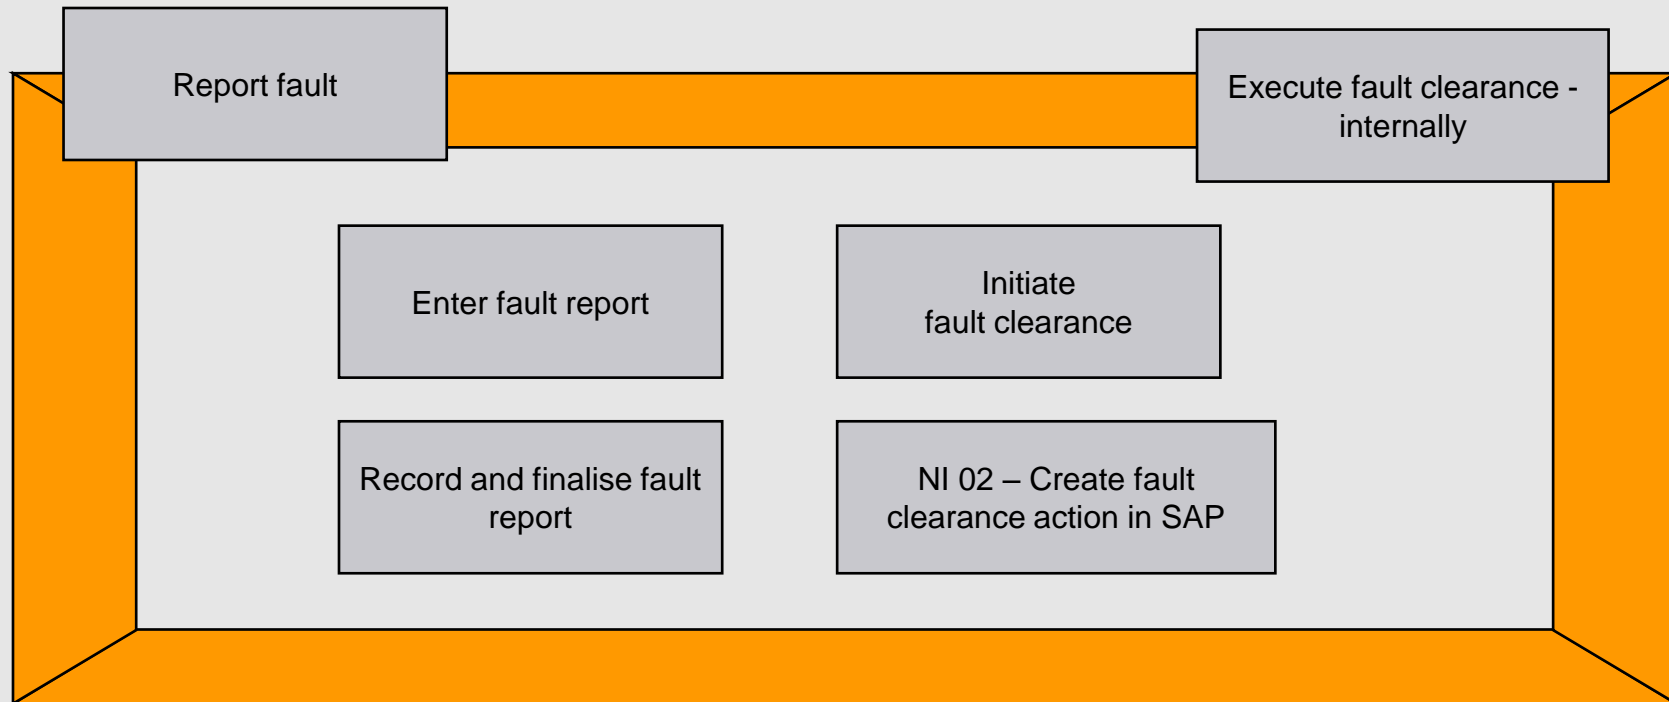 Report fault
Execute fault clearance -
internally
Enter fault report
Initiate
fault clearance
Record and finalise fault
report
NI 02 – Create fault
clearance action in SAP